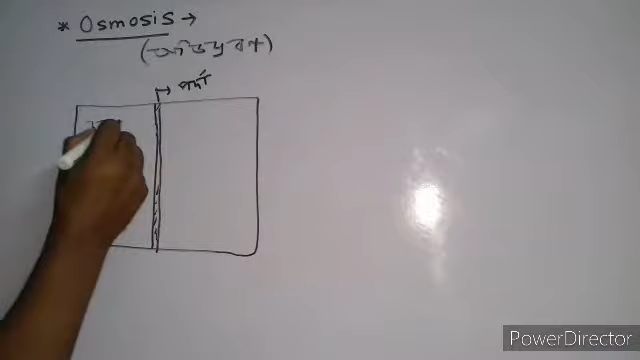 * Osmosis →
(অভিস্রবণ)
→ পর্দা
PowerDirector